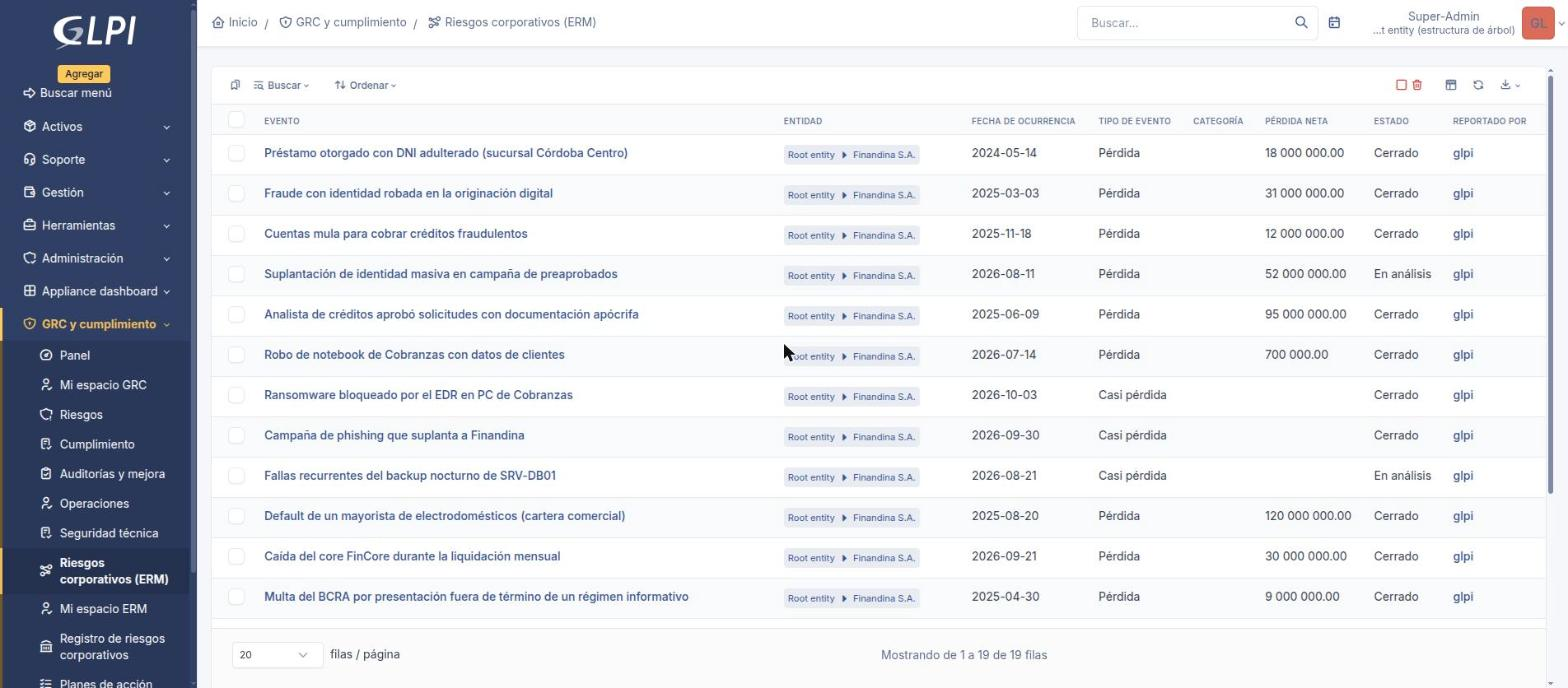 GLPI
Agregar
Buscar menú
Activos
Soporte
Gestión
Herramientas
Administración
Appliance dashboard
GRC y cumplimiento
Panel
Mi espacio GRC
Riesgos
Cumplimiento
Auditorías y mejora
Operaciones
Seguridad técnica
Riesgos
corporativos (ERM)
Mi espacio ERM
Registro de riesgos
corporativos
Planes de acción
Inicio / GRC y cumplimiento / Riesgos corporativos (ERM)
Buscar...
Super-Admin
...t entity (estructura de árbol)
GL
Buscar Ordenar
EVENTO ENTIDAD FECHA DE OCURRENCIA TIPO DE EVENTO CATEGORÍA PÉRDIDA NETA ESTADO REPORTADO POR
Préstamo otorgado con DNI adulterado (sucursal Córdoba Centro) Root entity Finandina S.A. 2024-05-14 Pérdida 18 000 000.00 Cerrado glpi
Fraude con identidad robada en la originación digital Root entity Finandina S.A. 2025-03-03 Pérdida 31 000 000.00 Cerrado glpi
Cuentas mula para cobrar créditos fraudulentos Root entity Finandina S.A. 2025-11-18 Pérdida 12 000 000.00 Cerrado glpi
Suplantación de identidad masiva en campaña de preaprobados Root entity Finandina S.A. 2026-08-11 Pérdida 52 000 000.00 En análisis glpi
Analista de créditos aprobó solicitudes con documentación apócrifa Root entity Finandina S.A. 2025-06-09 Pérdida 95 000 000.00 Cerrado glpi
Robo de notebook de Cobranzas con datos de clientes Root entity Finandina S.A. 2026-07-14 Pérdida 700 000.00 Cerrado glpi
Ransomware bloqueado por el EDR en PC de Cobranzas Root entity Finandina S.A. 2026-10-03 Casi pérdida Cerrado glpi
Campaña de phishing que suplanta a Finandina Root entity Finandina S.A. 2026-09-30 Casi pérdida Cerrado glpi
Fallas recurrentes del backup nocturno de SRV-DB01 Root entity Finandina S.A. 2026-08-21 Casi pérdida En análisis glpi
Default de un mayorista de electrodomésticos (cartera comercial) Root entity Finandina S.A. 2025-08-20 Pérdida 120 000 000.00 Cerrado glpi
Caída del core FinCore durante la liquidación mensual Root entity Finandina S.A. 2026-09-21 Pérdida 30 000 000.00 Cerrado glpi
Multa del BCRA por presentación fuera de término de un régimen informativo Root entity Finandina S.A. 2025-04-30 Pérdida 9 000 000.00 Cerrado glpi
20 filas / página Mostrando de 1 a 19 de 19 filas